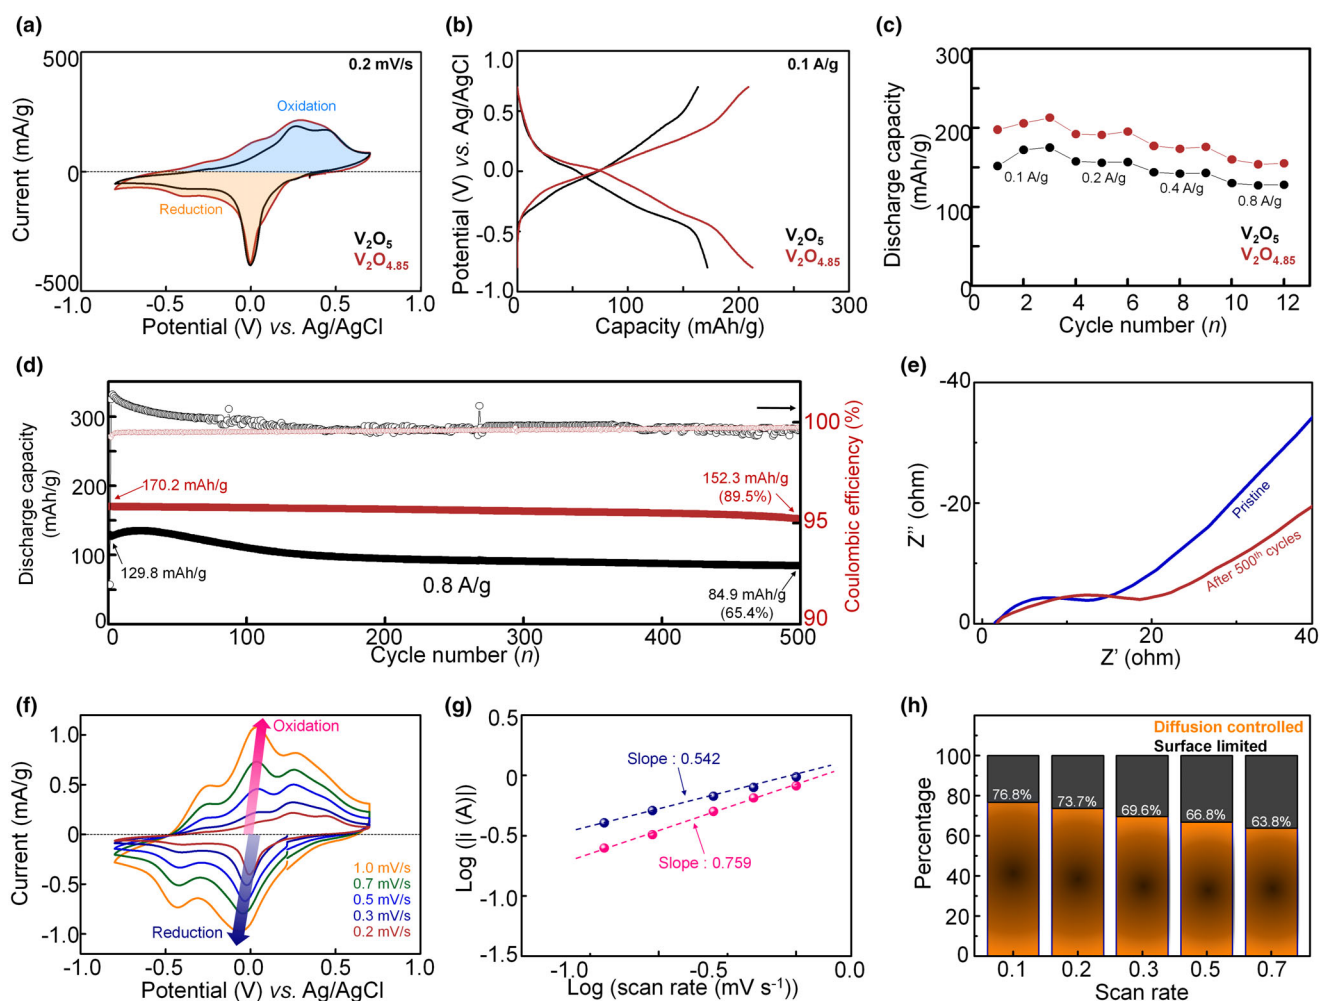 (a)
500
0.2 mV/s
Oxidation
Current (mA/g)
0
Reduction
V₂O₅
V₂O₄.₈₅
-500
-1.0 -0.5 0.0 0.5 1.0
Potential (V) vs. Ag/AgCl
(b)
1.0
0.1 A/g
0.5
Potential (V) vs. Ag/AgCl
0.0
-0.5
V₂O₅
V₂O₄.₈₅
-1.0
0 100 200 300
Capacity (mAh/g)
(c)
300
Discharge capacity
(mAh/g)
200
0.1 A/g
0.2 A/g
0.4 A/g
0.8 A/g
100
V₂O₅
V₂O₄.₈₅
0
0 2 4 6 8 10 12
Cycle number (n)
(d)
300
100
Discharge capacity
(mAh/g)
Coulombic efficiency (%)
200
170.2 mAh/g
152.3 mAh/g
(89.5%)
95
100
129.8 mAh/g
0.8 A/g
84.9 mAh/g
(65.4%)
0
90
0 100 200 300 400 500
Cycle number (n)
(e)
-40
Z'' (ohm)
-20
Pristine
After 500th cycles
0
0 20 40
Z' (ohm)
(f)
1.0
Oxidation
0.5
Current (mA/g)
0.0
-0.5
1.0 mV/s
0.7 mV/s
0.5 mV/s
0.3 mV/s
0.2 mV/s
Reduction
-1.0
-1.0 -0.5 0.0 0.5 1.0
Potential (V) vs. Ag/AgCl
(g)
0.5
Slope : 0.542
0
Log (|i (A)|)
-0.5
Slope : 0.759
-1.0
-1.5
-1.0 -0.5 0.0
Log (scan rate (mV s⁻¹))
(h)
Diffusion controlled
Surface limited
100
76.8% 73.7% 69.6% 66.8% 63.8%
80
Percentage
60
40
20
0
0.1 0.2 0.3 0.5 0.7
Scan rate